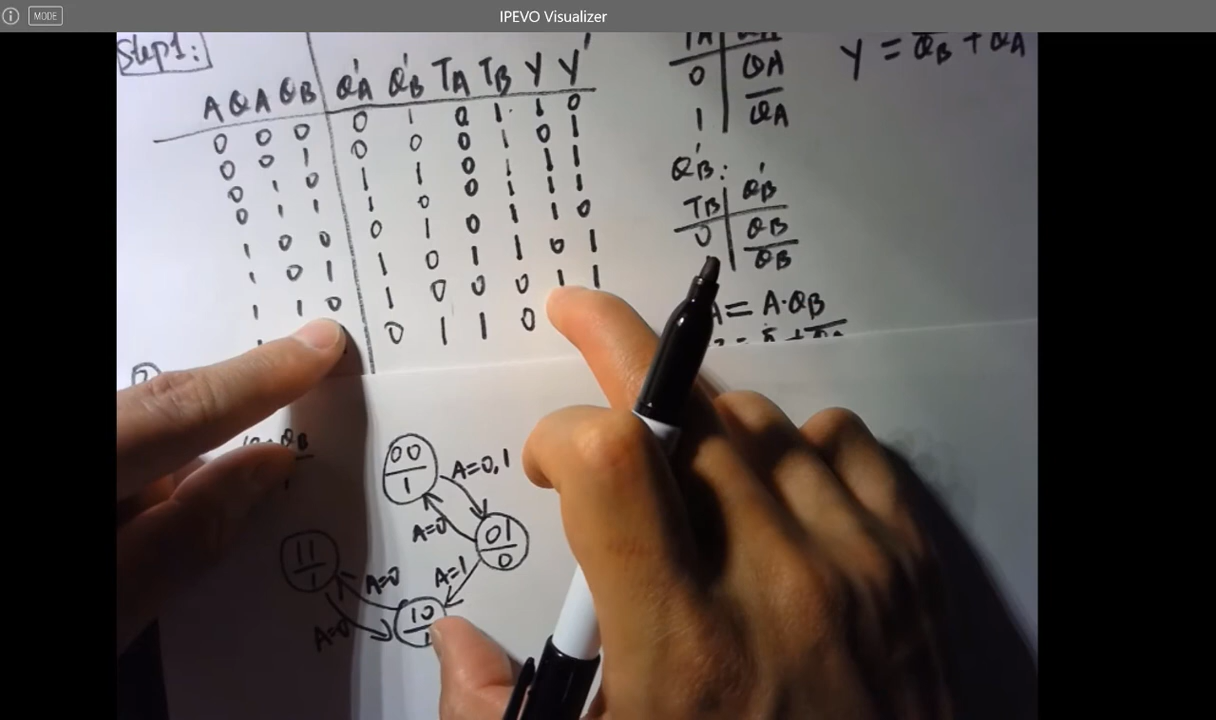 MODE
IPEVO Visualizer
Step1:
A QA QB Q'A Q'B TA TB Y Y'
0 0 0 0 1 0 1 1 0
0 0 1 0 0 0 1 0 1
0 1 0 1 1 0 1 1 1
0 1 1 1 0 0 1 1 1
1 0 0 0 1 0 1 1 0
1 0 1 1 0 1 1 0 1
1 1 0 1 0 0 0 1 1
0 1 1 0
0 QA
1 Q̅A̅
Y = Q̅B̅ + QA
Q'B:
TB Q'B
0 QB
Q̅B̅
A = A·QB
00
1
A=0,1
01
0
A=0
A=1
11
1
A=0
10
1
A=0